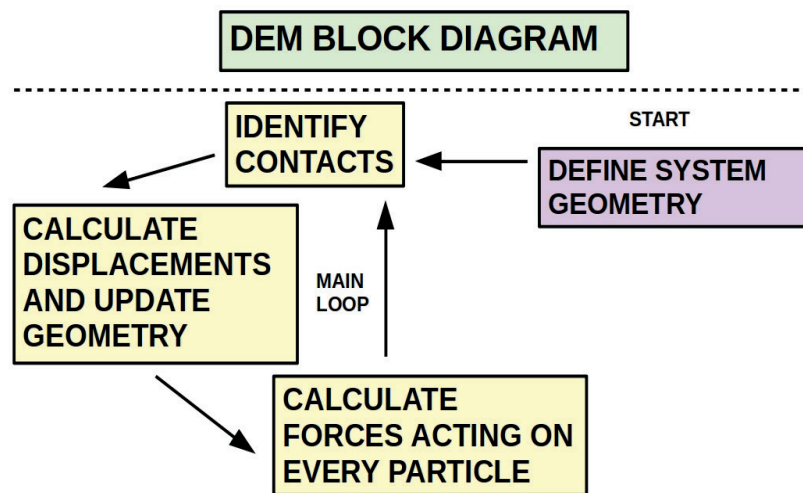 DEM BLOCK DIAGRAM
START
DEFINE SYSTEM
GEOMETRY
IDENTIFY
CONTACTS
CALCULATE
DISPLACEMENTS
AND UPDATE
GEOMETRY
MAIN
LOOP
CALCULATE
FORCES ACTING ON
EVERY PARTICLE